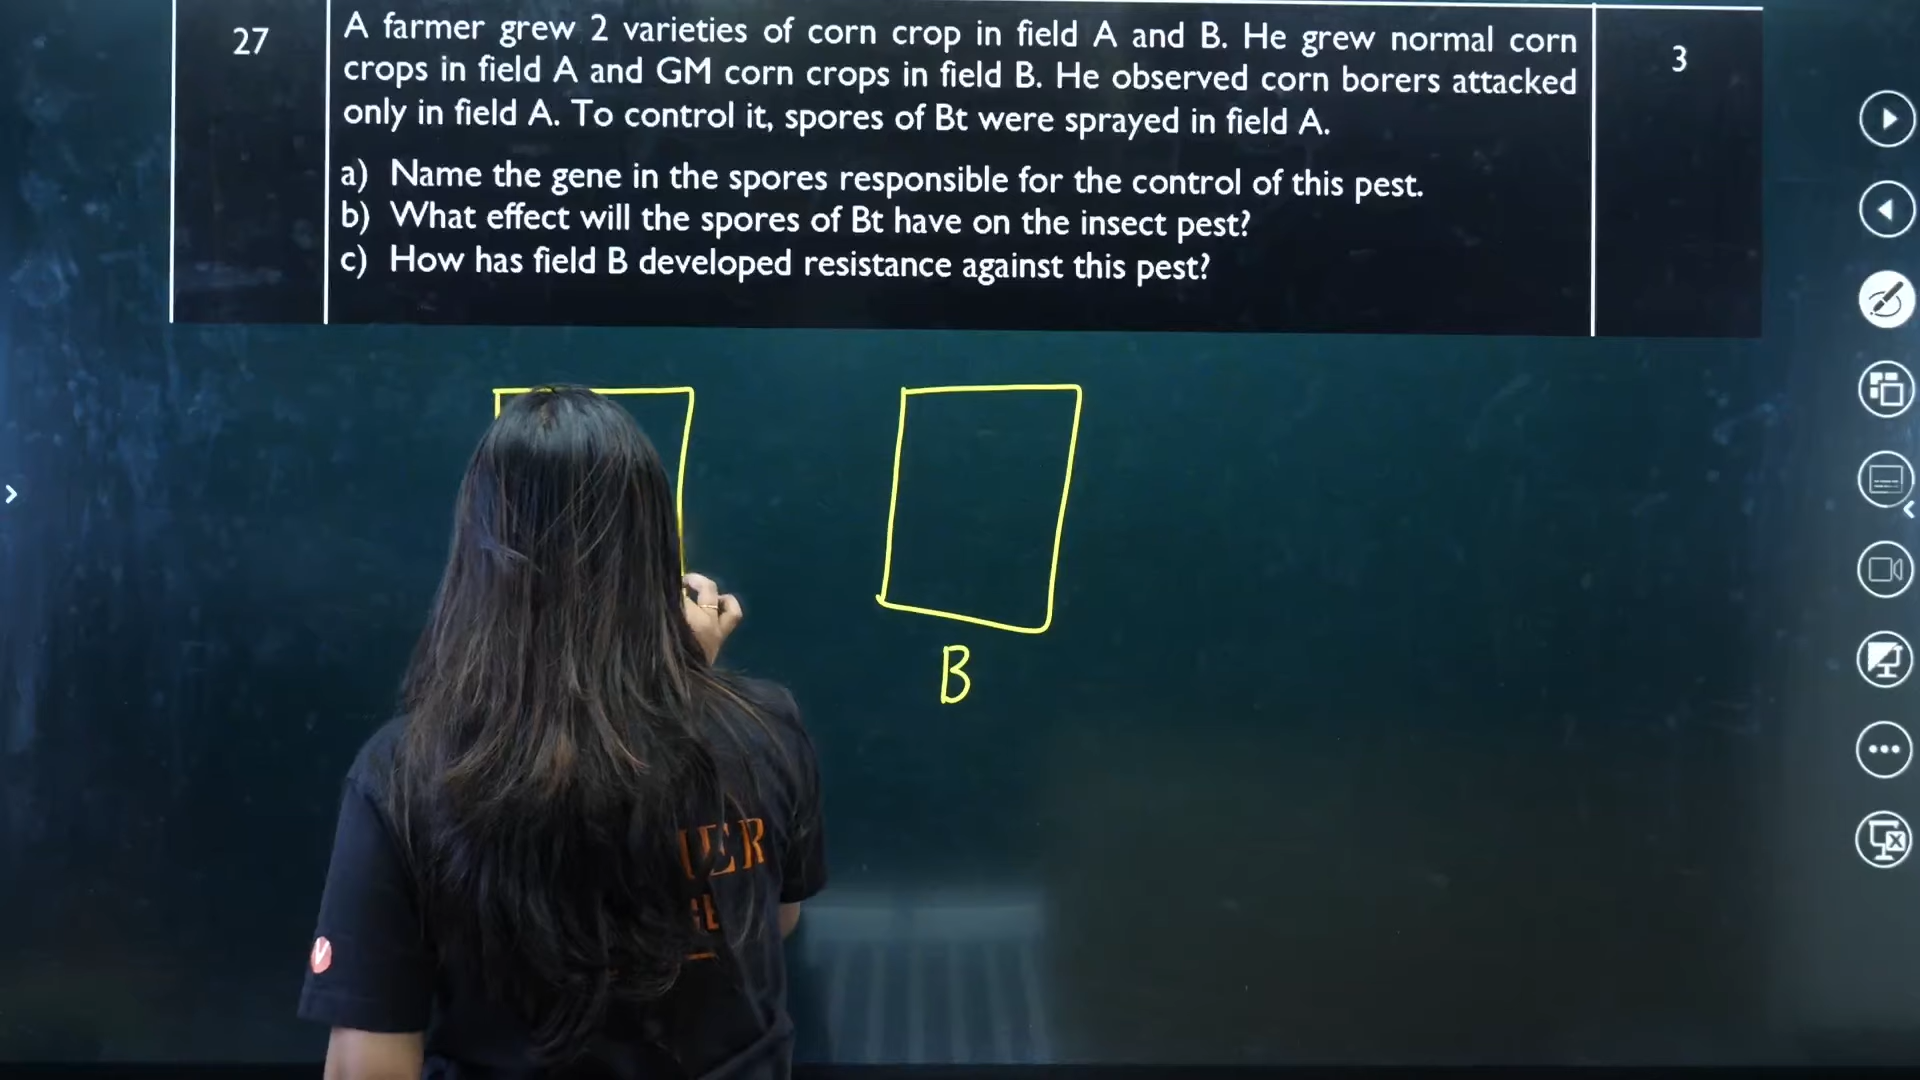 27
A farmer grew 2 varieties of corn crop in field A and B. He grew normal corn
crops in field A and GM corn crops in field B. He observed corn borers attacked
only in field A. To control it, spores of Bt were sprayed in field A.
3
a) Name the gene in the spores responsible for the control of this pest.
b) What effect will the spores of Bt have on the insect pest?
c) How has field B developed resistance against this pest?
B
V